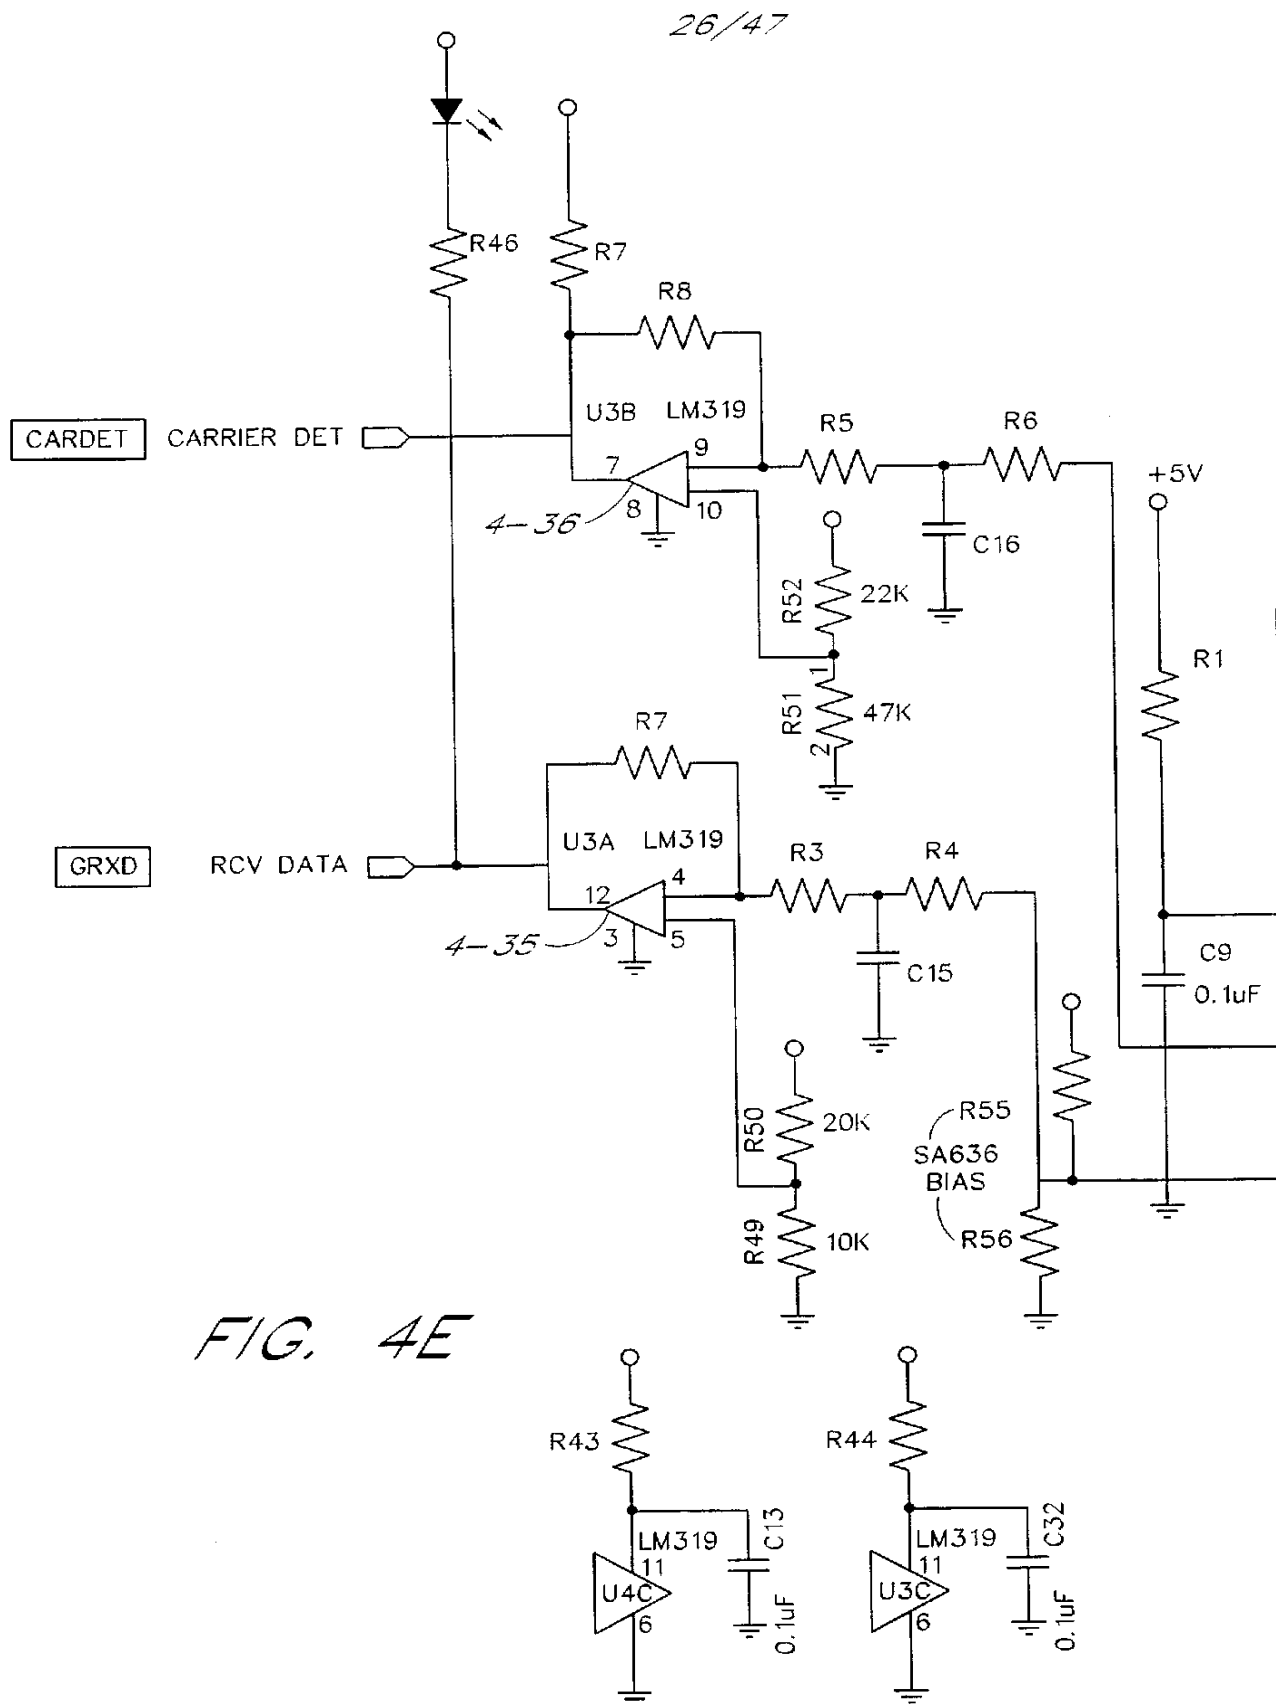 26/47
R46
R7
R8
U3B LM319
CARDET CARRIER DET
R5
R6
+5V
9
7
8
10
4-36
C16
R52
22K
R1
1
R51
47K
2
R7
U3A LM319
GRXD RCV DATA
R3
R4
4
12
3
5
4-35
C15
C9
0.1uF
R50
20K
R55
SA636
BIAS
R56
R49
10K
FIG. 4E
R43
R44
LM319
11
U4C
6
C13
0.1uF
LM319
11
U3C
6
C32
0.1uF